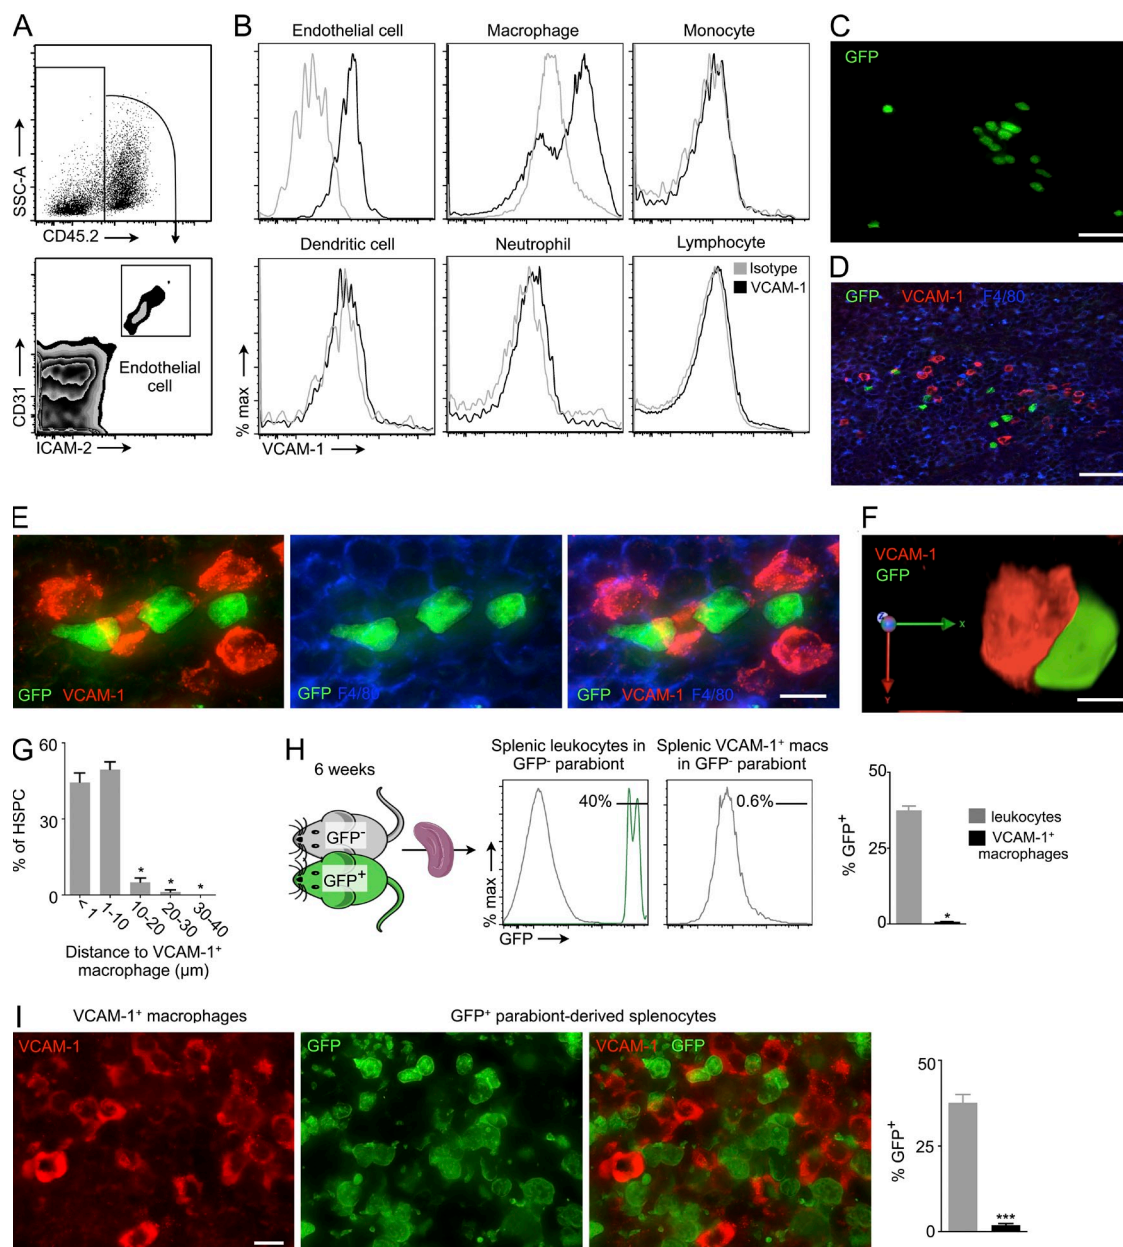 A
SSC-A
CD45.2
CD31
ICAM-2
Endothelial
cell
B
Endothelial cell
Macrophage
Monocyte
Dendritic cell
Neutrophil
Lymphocyte
Isotype
VCAM-1
% max
VCAM-1
C
GFP
D
GFP VCAM-1 F4/80
E
GFP VCAM-1
GFP F4/80
GFP VCAM-1 F4/80
F
VCAM-1
GFP
x
G
60
30
0
% of HSPC
< 1
1-10
10-20
20-30
30-40
* * *
Distance to VCAM-1+
macrophage (µm)
H
6 weeks
GFP-
GFP+
Splenic leukocytes in
GFP- parabiont
40%
Splenic VCAM-1+ macs
in GFP- parabiont
0.6%
% max
GFP
50
25
0
% GFP+
*
leukocytes
VCAM-1+
macrophages
I
VCAM-1+ macrophages
GFP+ parabiont-derived splenocytes
VCAM-1
GFP
VCAM-1 GFP
50
25
0
% GFP+
***